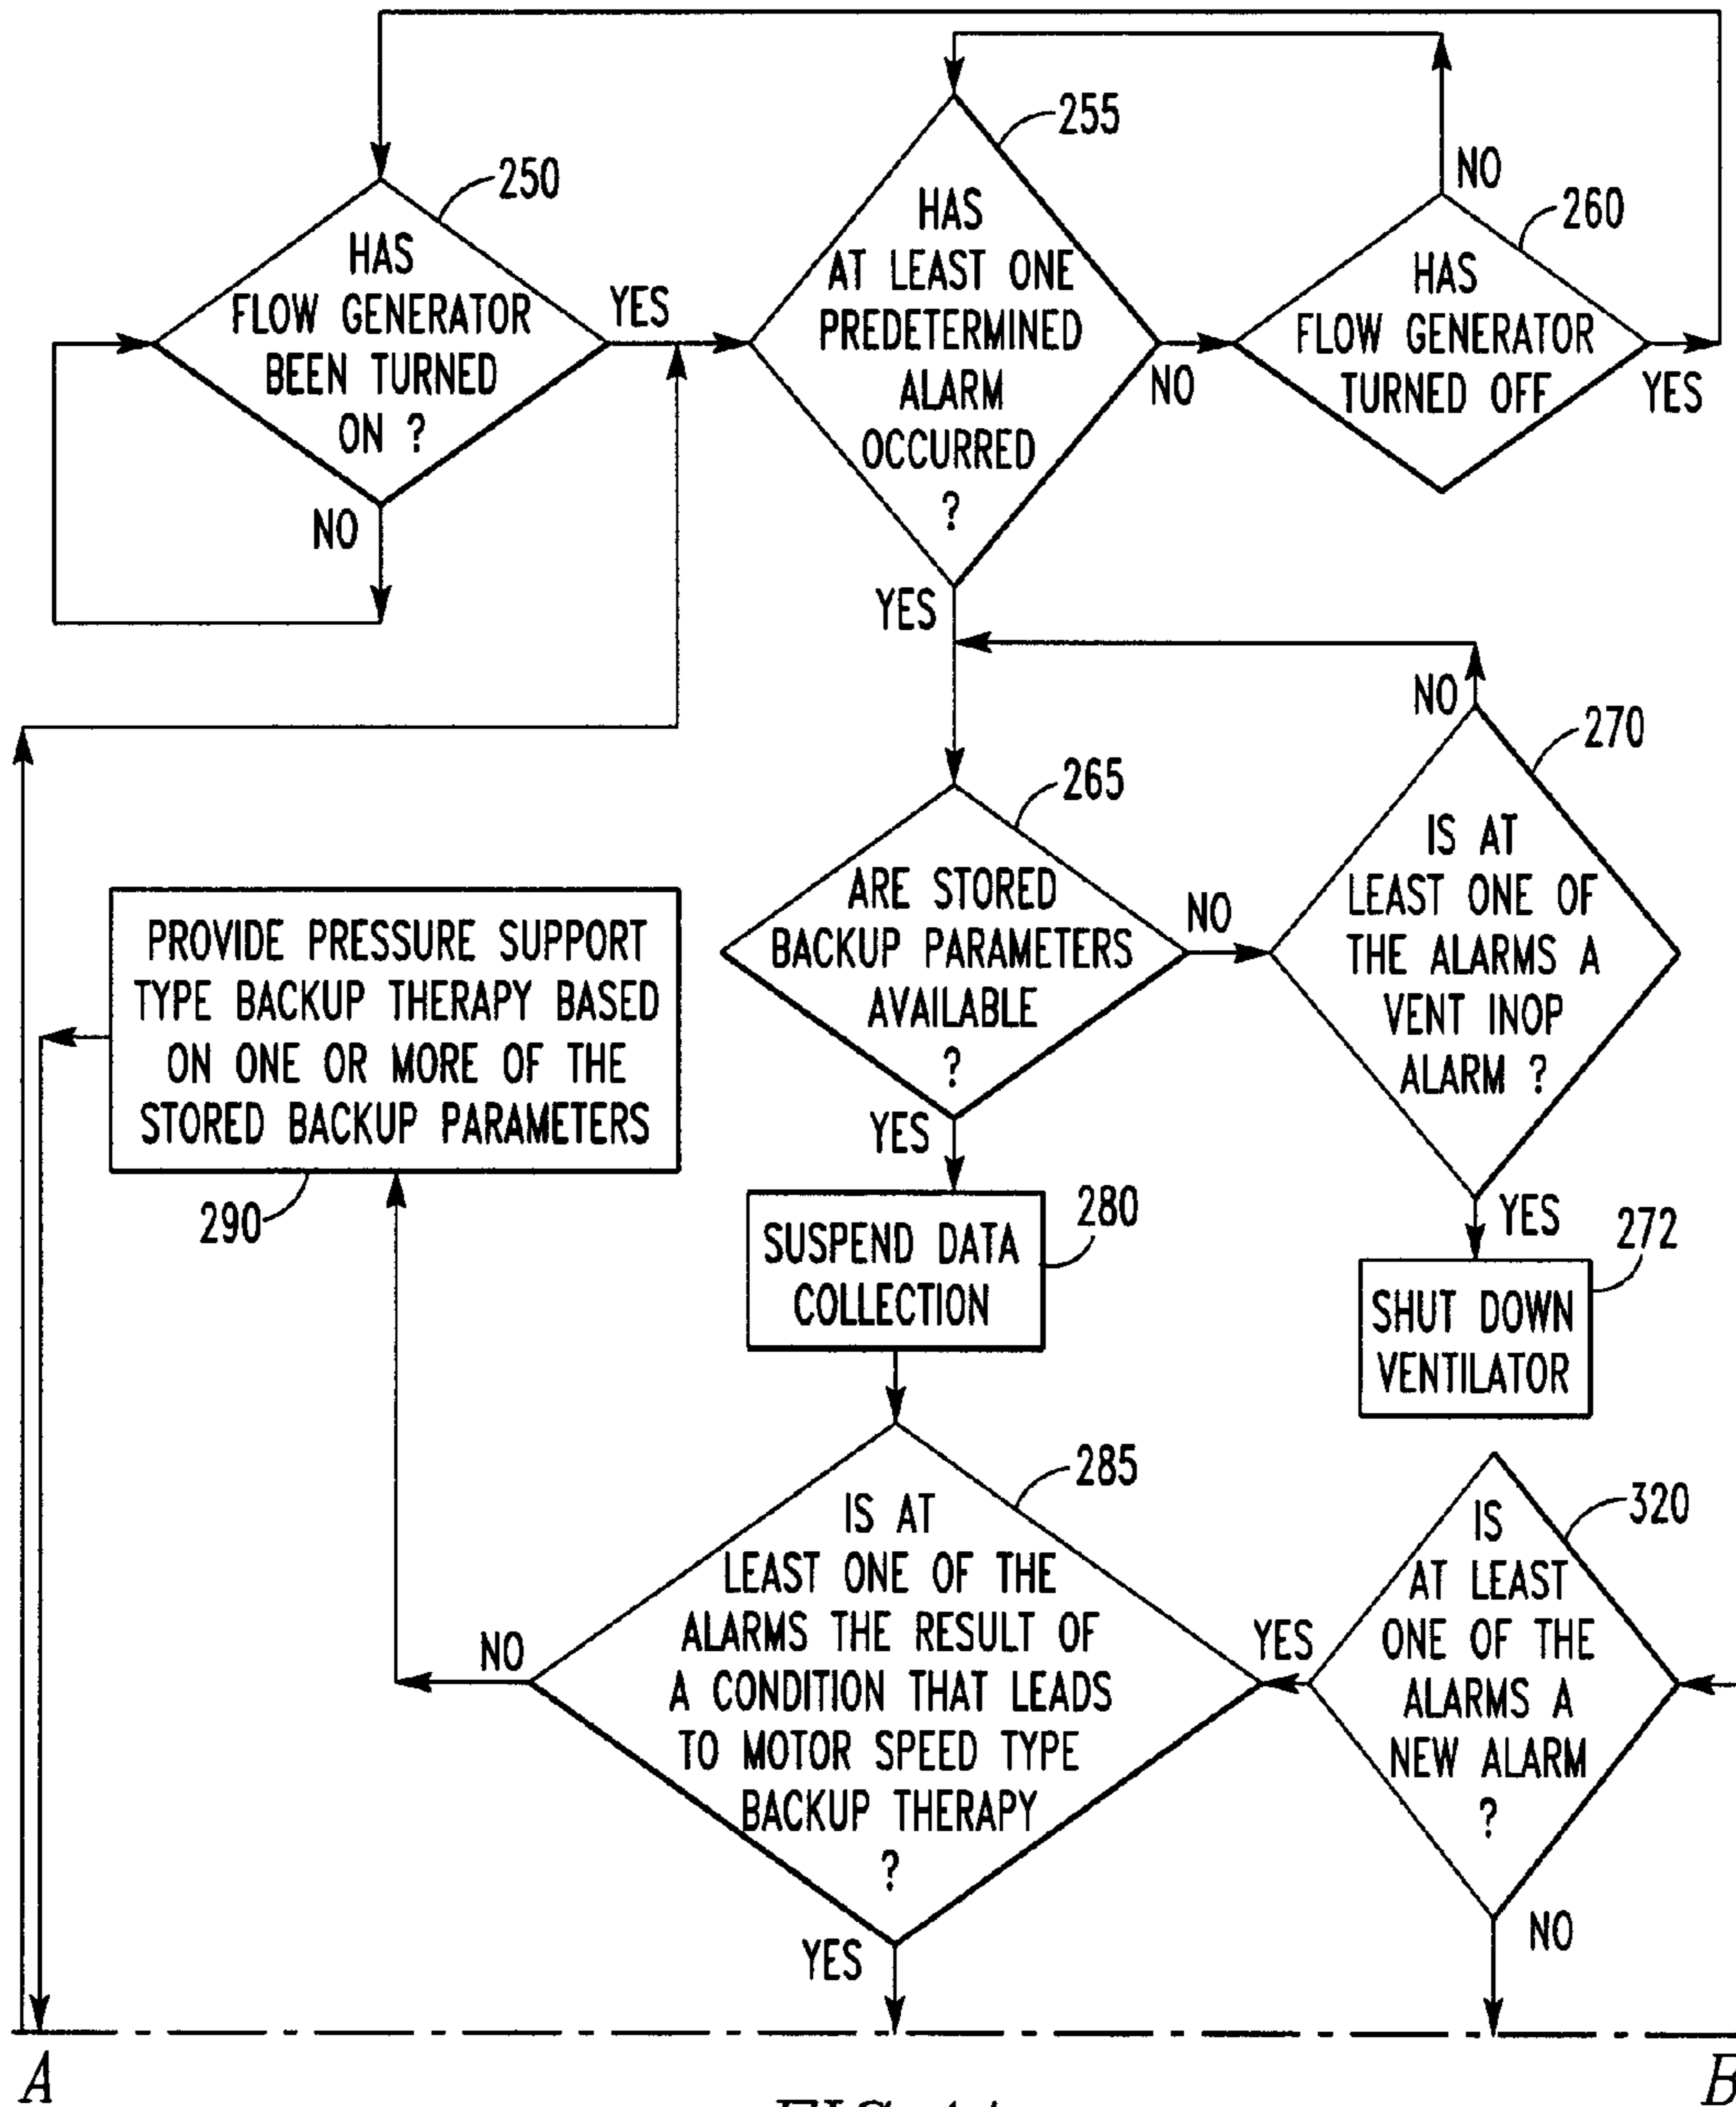 250
HAS
FLOW GENERATOR
BEEN TURNED
ON ?
YES
NO
255
HAS
AT LEAST ONE
PREDETERMINED
ALARM
OCCURRED
?
NO
YES
260
HAS
FLOW GENERATOR
TURNED OFF
NO
YES
265
ARE STORED
BACKUP PARAMETERS
AVAILABLE
?
NO
YES
270
IS AT
LEAST ONE OF
THE ALARMS A
VENT INOP
ALARM ?
NO
YES
272
SHUT DOWN
VENTILATOR
PROVIDE PRESSURE SUPPORT
TYPE BACKUP THERAPY BASED
ON ONE OR MORE OF THE
STORED BACKUP PARAMETERS
290
280
SUSPEND DATA
COLLECTION
285
IS AT
LEAST ONE OF THE
ALARMS THE RESULT OF
A CONDITION THAT LEADS
TO MOTOR SPEED TYPE
BACKUP THERAPY
?
NO
YES
320
IS
AT LEAST
ONE OF THE
ALARMS A
NEW ALARM
?
YES
NO
A
B